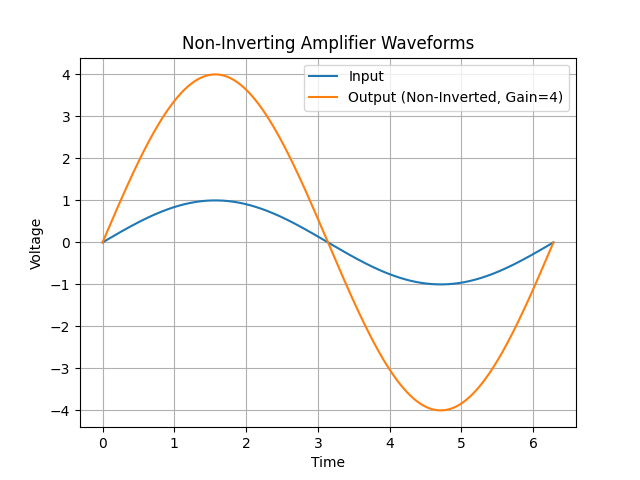 Non-Inverting Amplifier Waveforms
Input
Output (Non-Inverted, Gain=4)
4
3
2
1
0
−1
−2
−3
−4
Voltage
0 1 2 3 4 5 6
Time